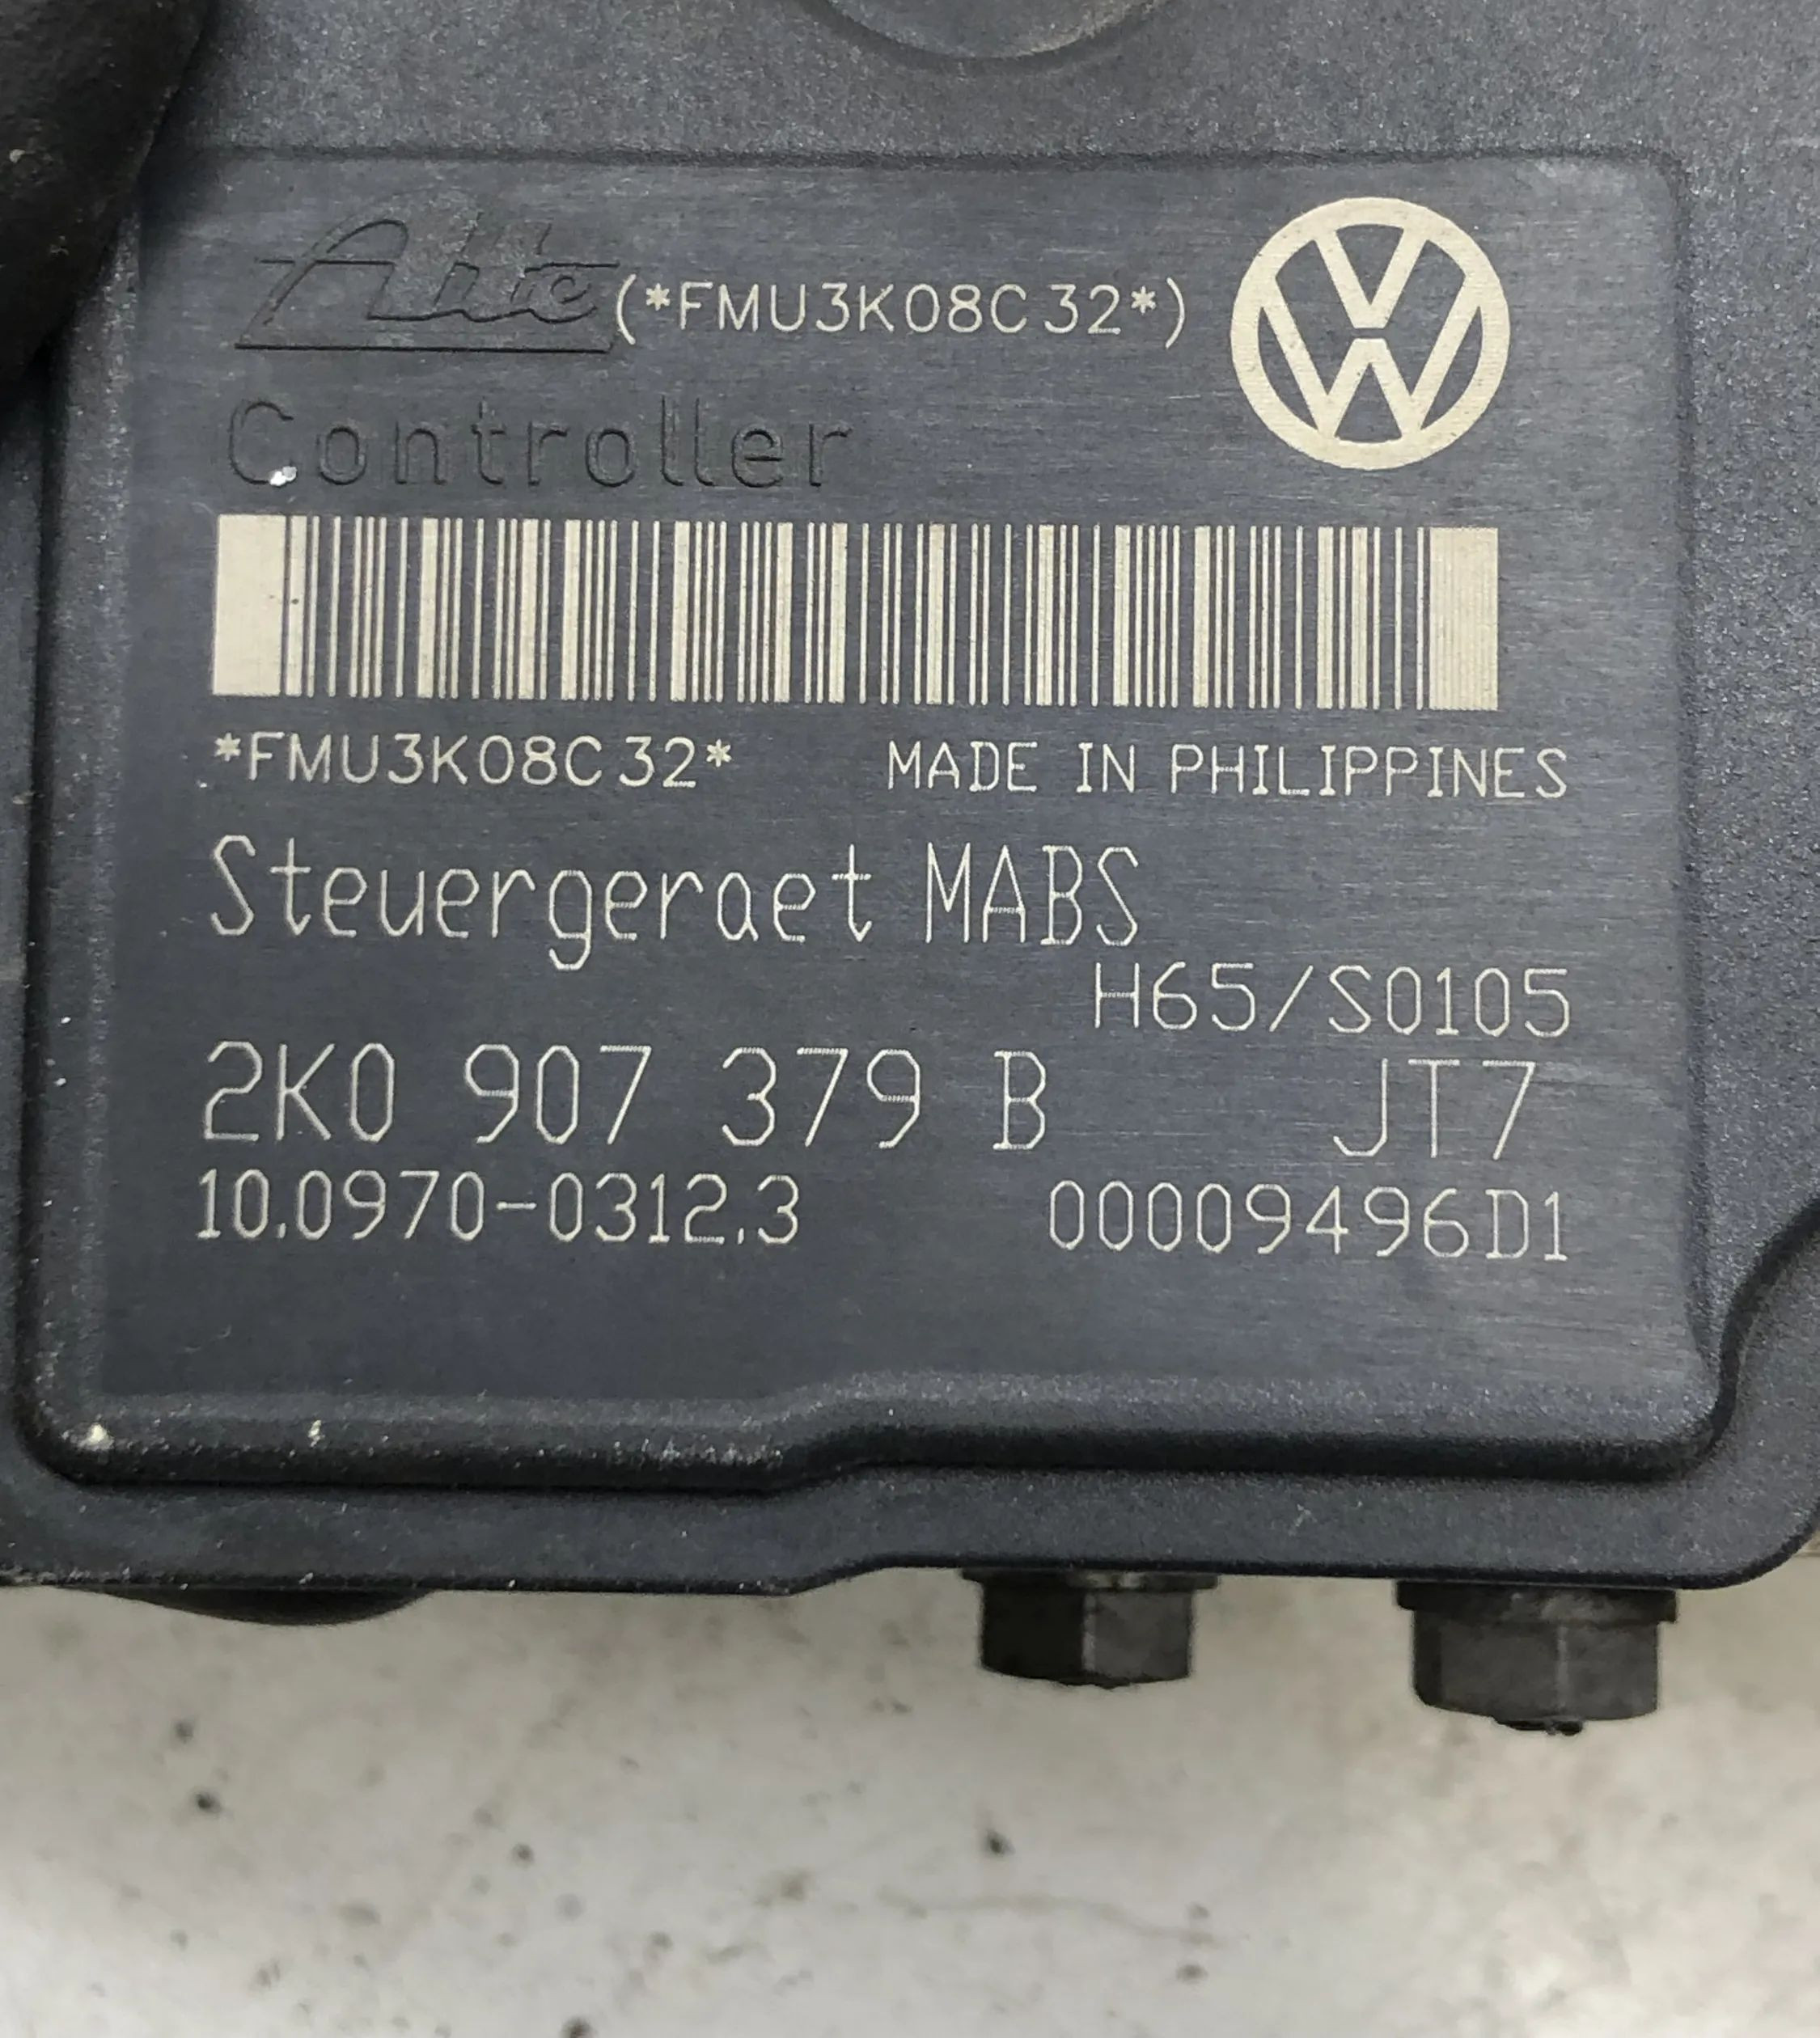 Ate (*FMU3K08C32*)
Controller
*FMU3K08C32* MADE IN PHILIPPINES
Steuergeraet MABS
H65/S0105
2K0 907 379 B JT7
10.0970-0312.3 00009496D1